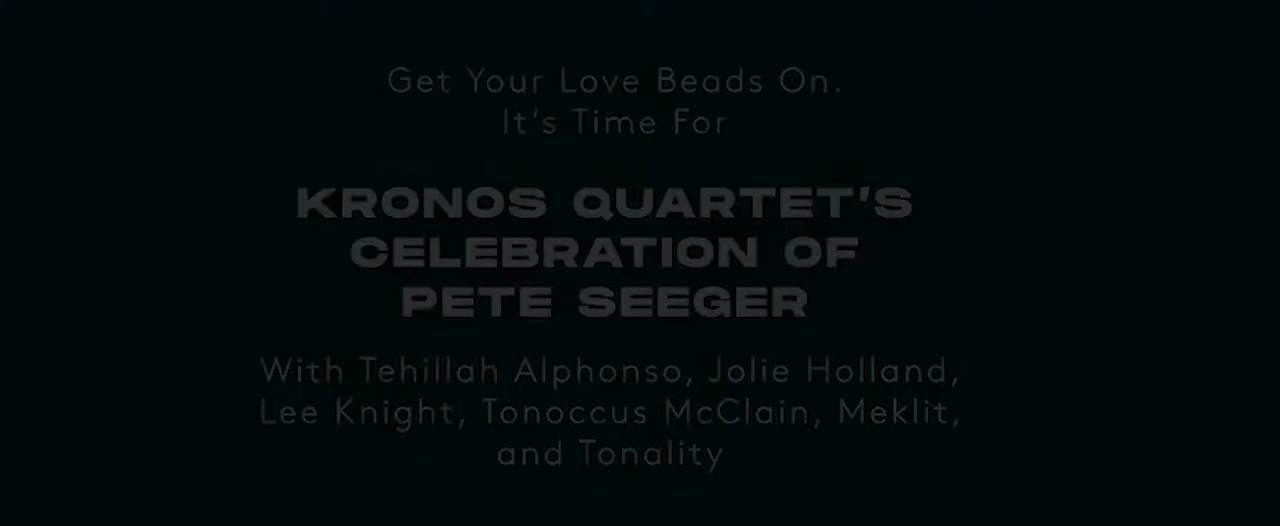 Get Your Love Beads On.
It's Time For
KRONOS QUARTET'S
CELEBRATION OF
PETE SEEGER
With Tehillah Alphonso, Jolie Holland,
Lee Knight, Tonoccus McClain, Meklit,
and Tonality